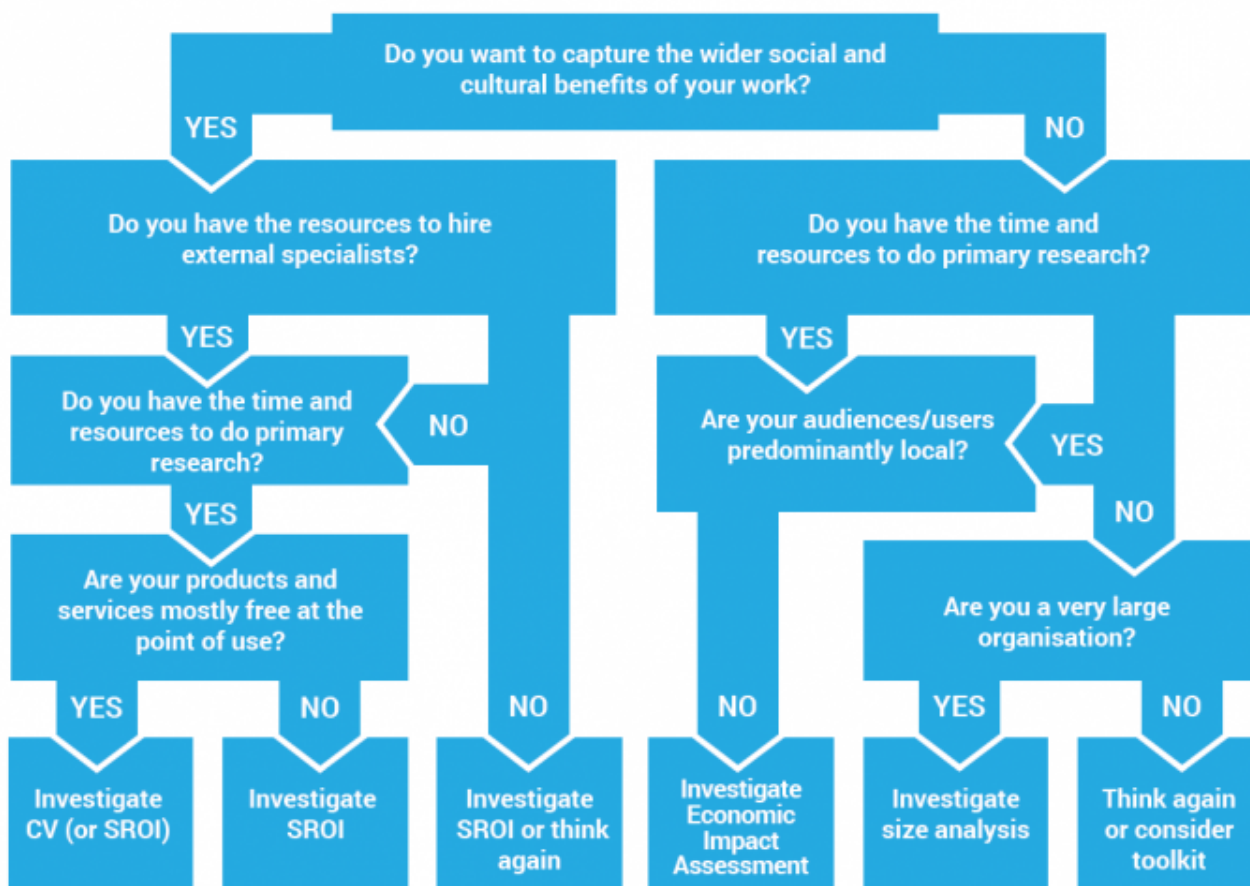 Do you want to capture the wider social and
cultural benefits of your work?
YES
NO
Do you have the resources to hire
external specialists?
Do you have the time and
resources to do primary research?
YES
YES
Do you have the time and
resources to do primary
research?
NO
Are your audiences/users
predominantly local?
YES
YES
NO
Are your products and
services mostly free at the
point of use?
Are you a very large
organisation?
YES
NO
NO
NO
YES
NO
Investigate
CV (or SROI)
Investigate
SROI
Investigate
SROI or think
again
Investigate
Economic
Impact
Assessment
Investigate
size analysis
Think again
or consider
toolkit